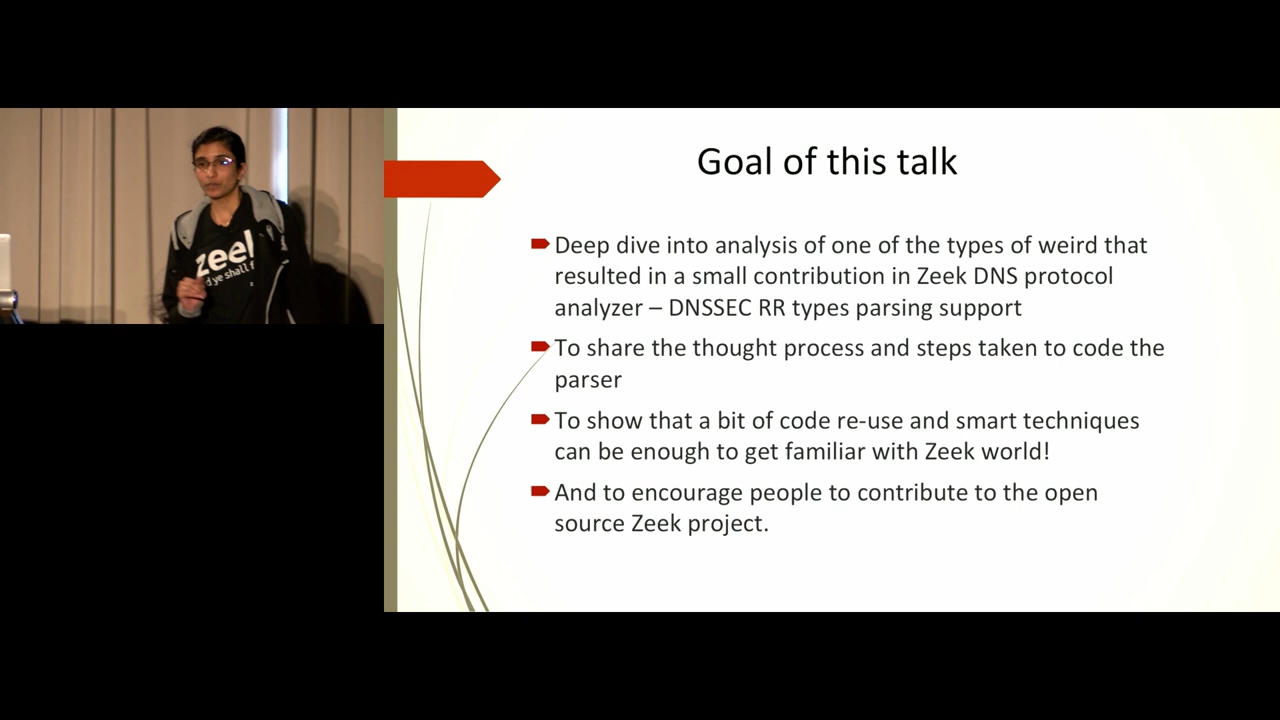 Goal of this talk
Deep dive into analysis of one of the types of weird that
resulted in a small contribution in Zeek DNS protocol
analyzer – DNSSEC RR types parsing support
To share the thought process and steps taken to code the
parser
To show that a bit of code re-use and smart techniques
can be enough to get familiar with Zeek world!
And to encourage people to contribute to the open
source Zeek project.
zeek
ye shall